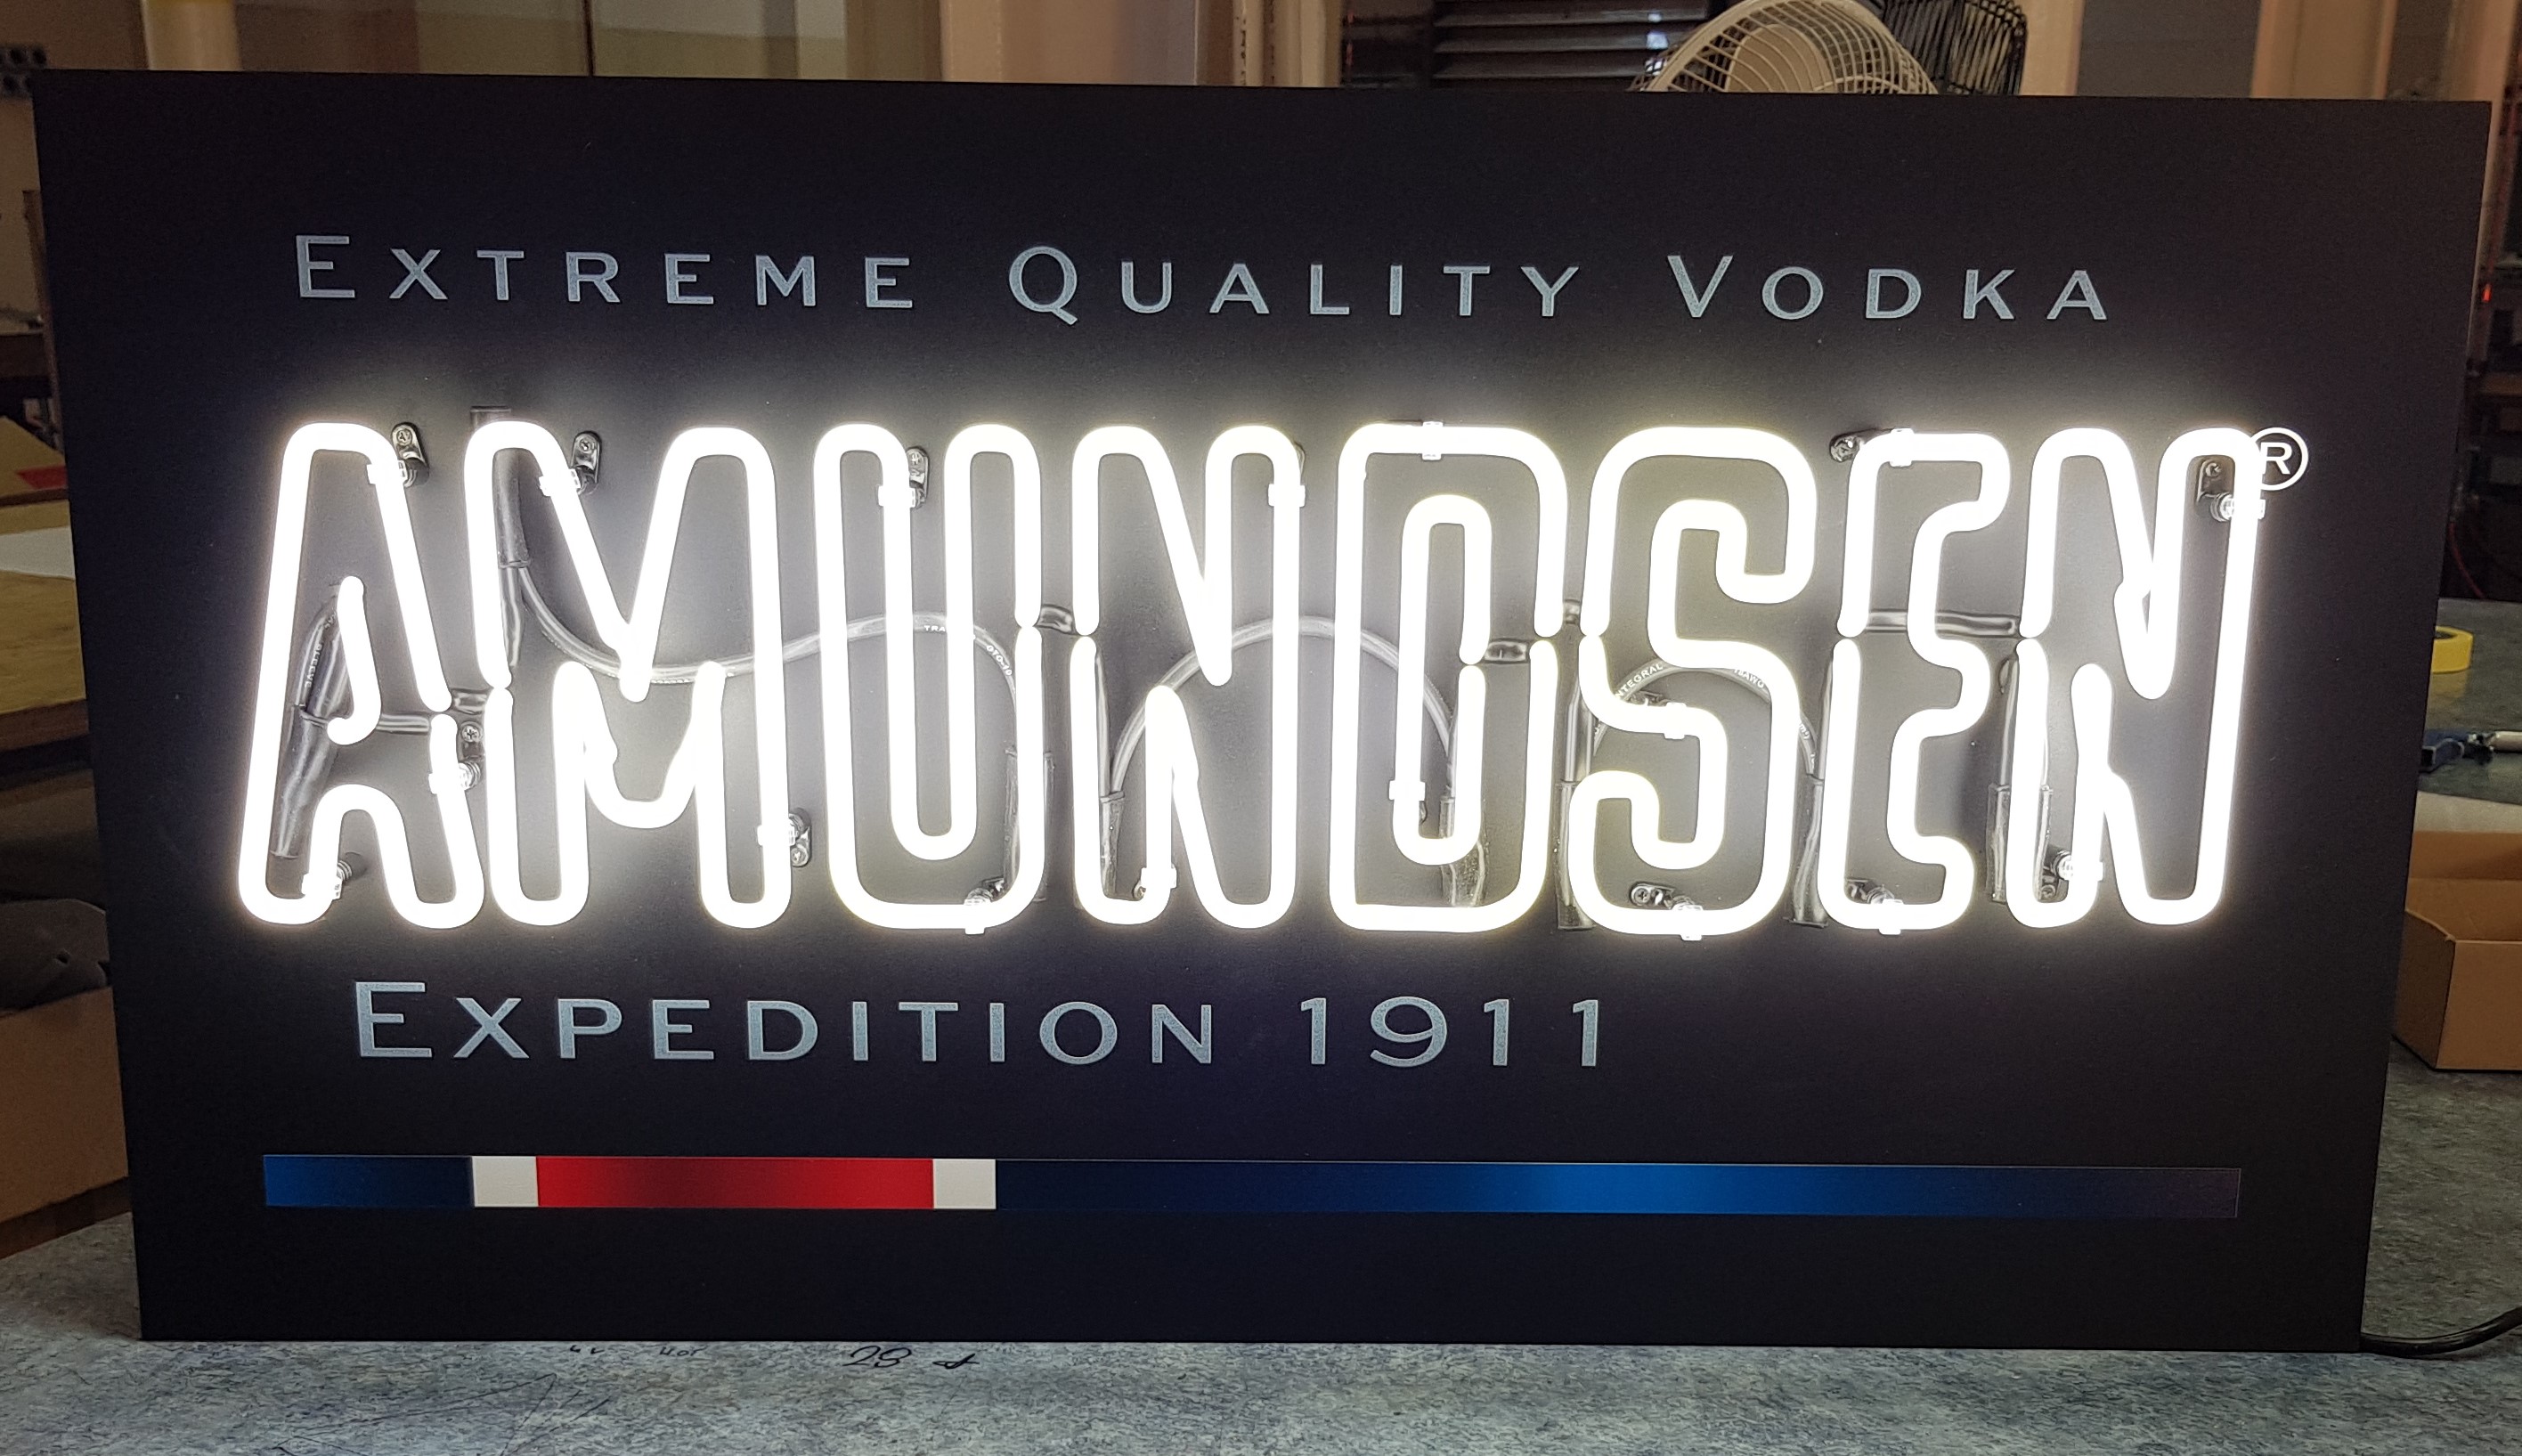 EXTREME QUALITY VODKA
AMUNDSEN®
EXPEDITION 1911